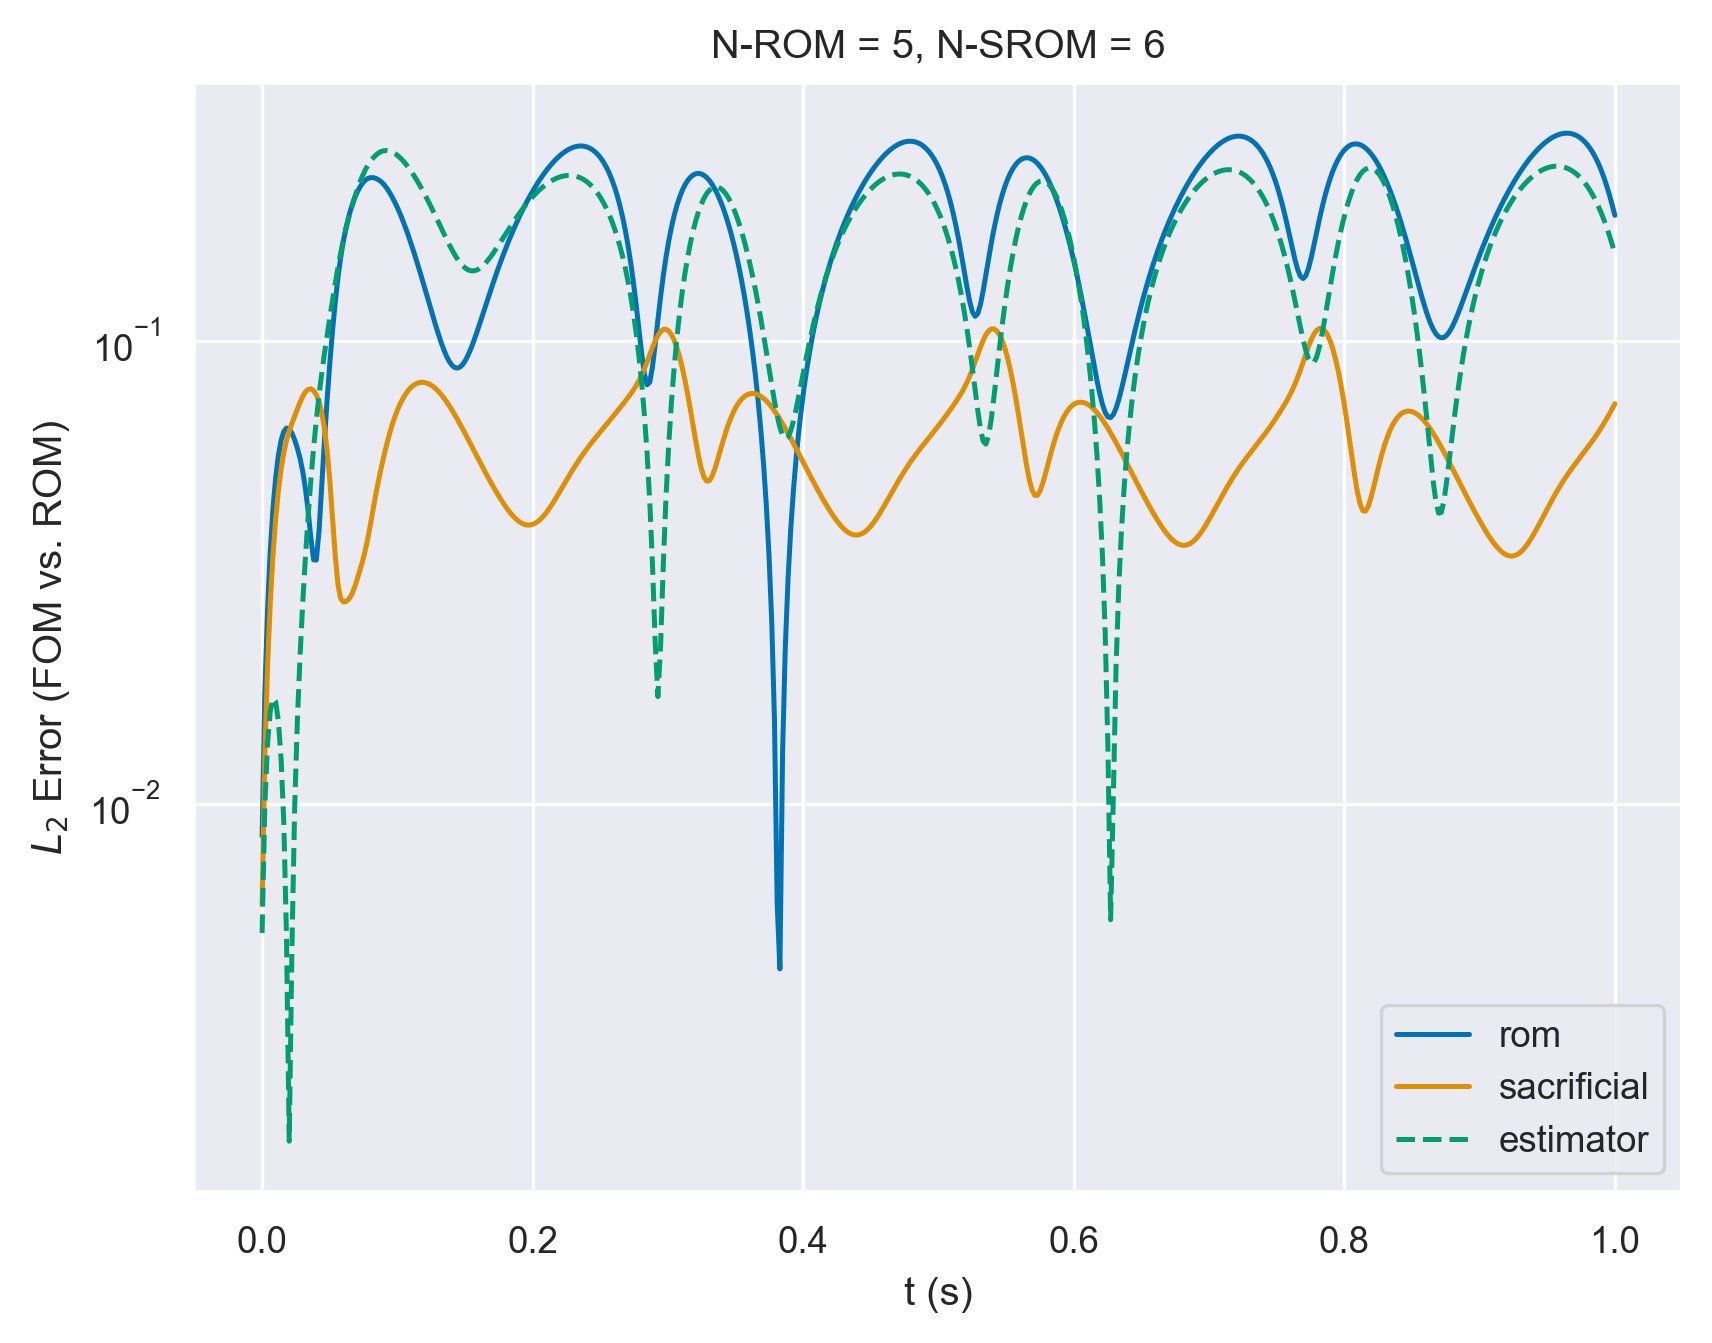 N-ROM = 5, N-SROM = 6
L₂ Error (FOM vs. ROM)
10⁻¹
10⁻²
0.0 0.2 0.4 0.6 0.8 1.0
t (s)
rom
sacrificial
estimator